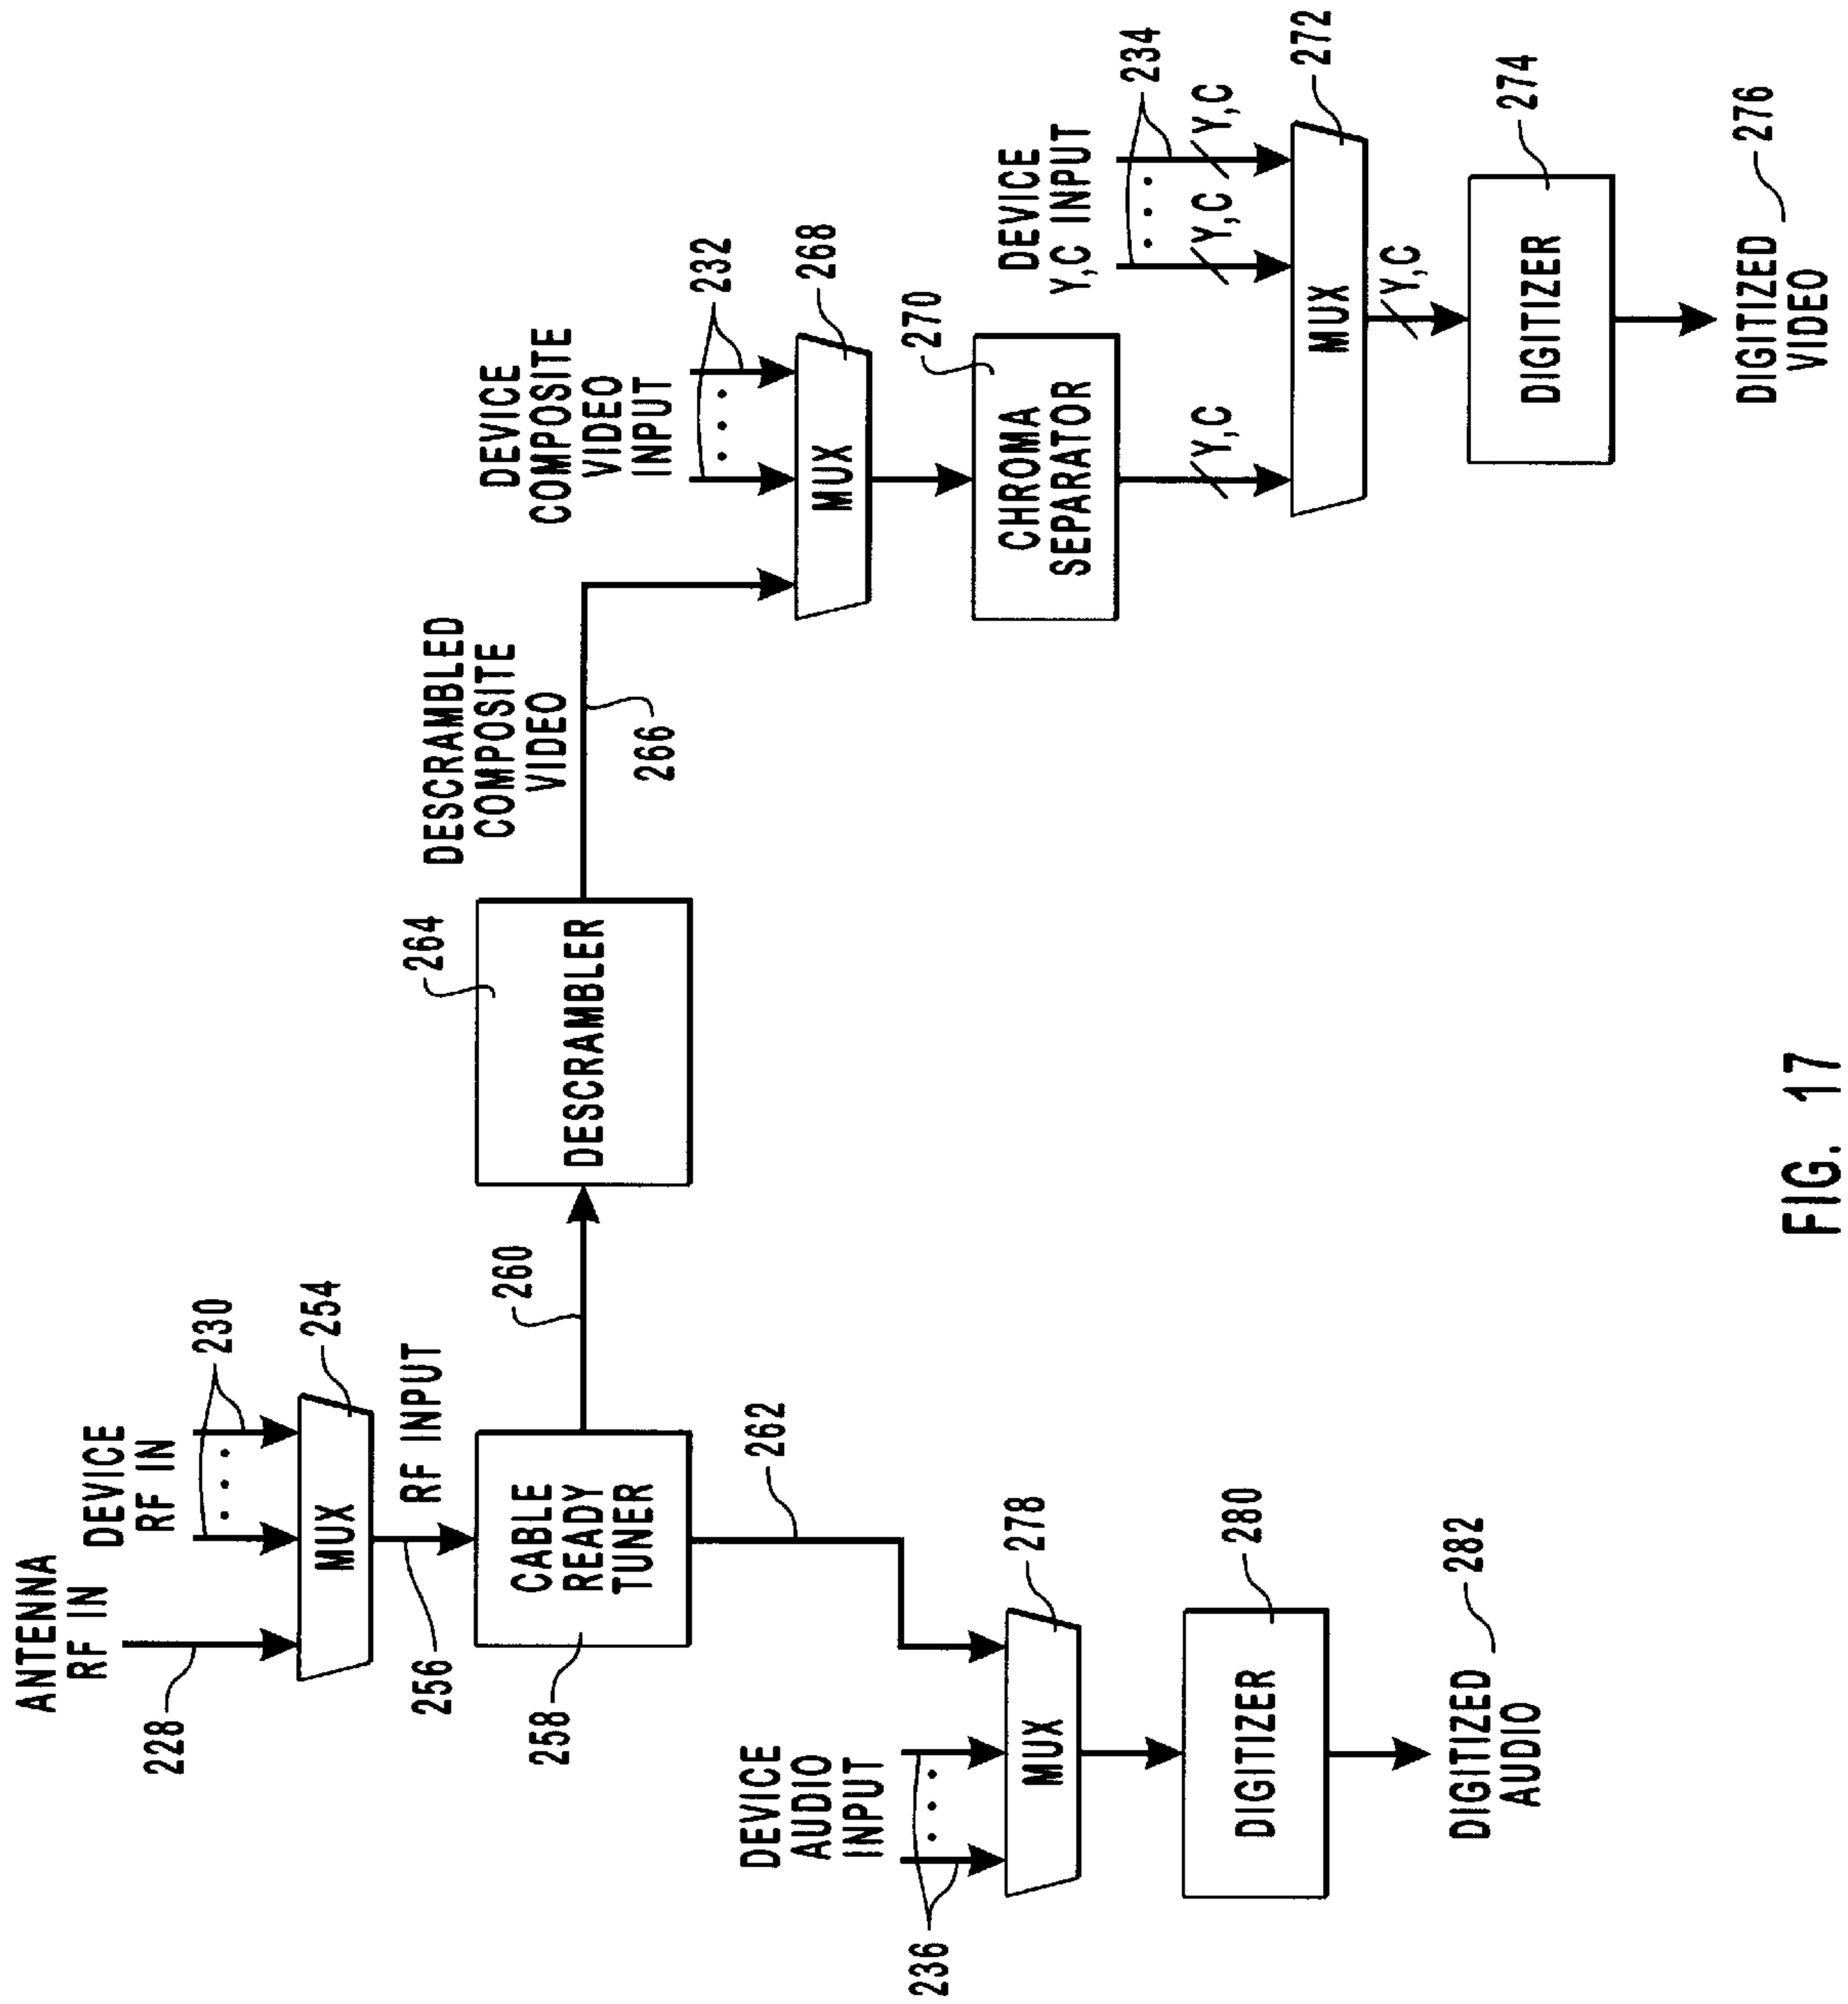 ANTENNA
RF IN
228
DEVICE
RF IN
230
MUX
254
256
RF INPUT
CABLE
READY
TUNER
258
260
262
DESCRAMBLER
264
DESCRAMBLED
COMPOSITE
VIDEO
266
DEVICE
COMPOSITE
VIDEO
INPUT
232
MUX
268
CHROMA
SEPARATOR
270
Y,C
DEVICE
Y,C INPUT
234
Y,C
Y,C
MUX
272
Y,C
DIGITIZER
274
DIGITIZED
VIDEO
276
DEVICE
AUDIO
INPUT
236
MUX
278
DIGITIZER
280
DIGITIZED
AUDIO
282
FIG. 17